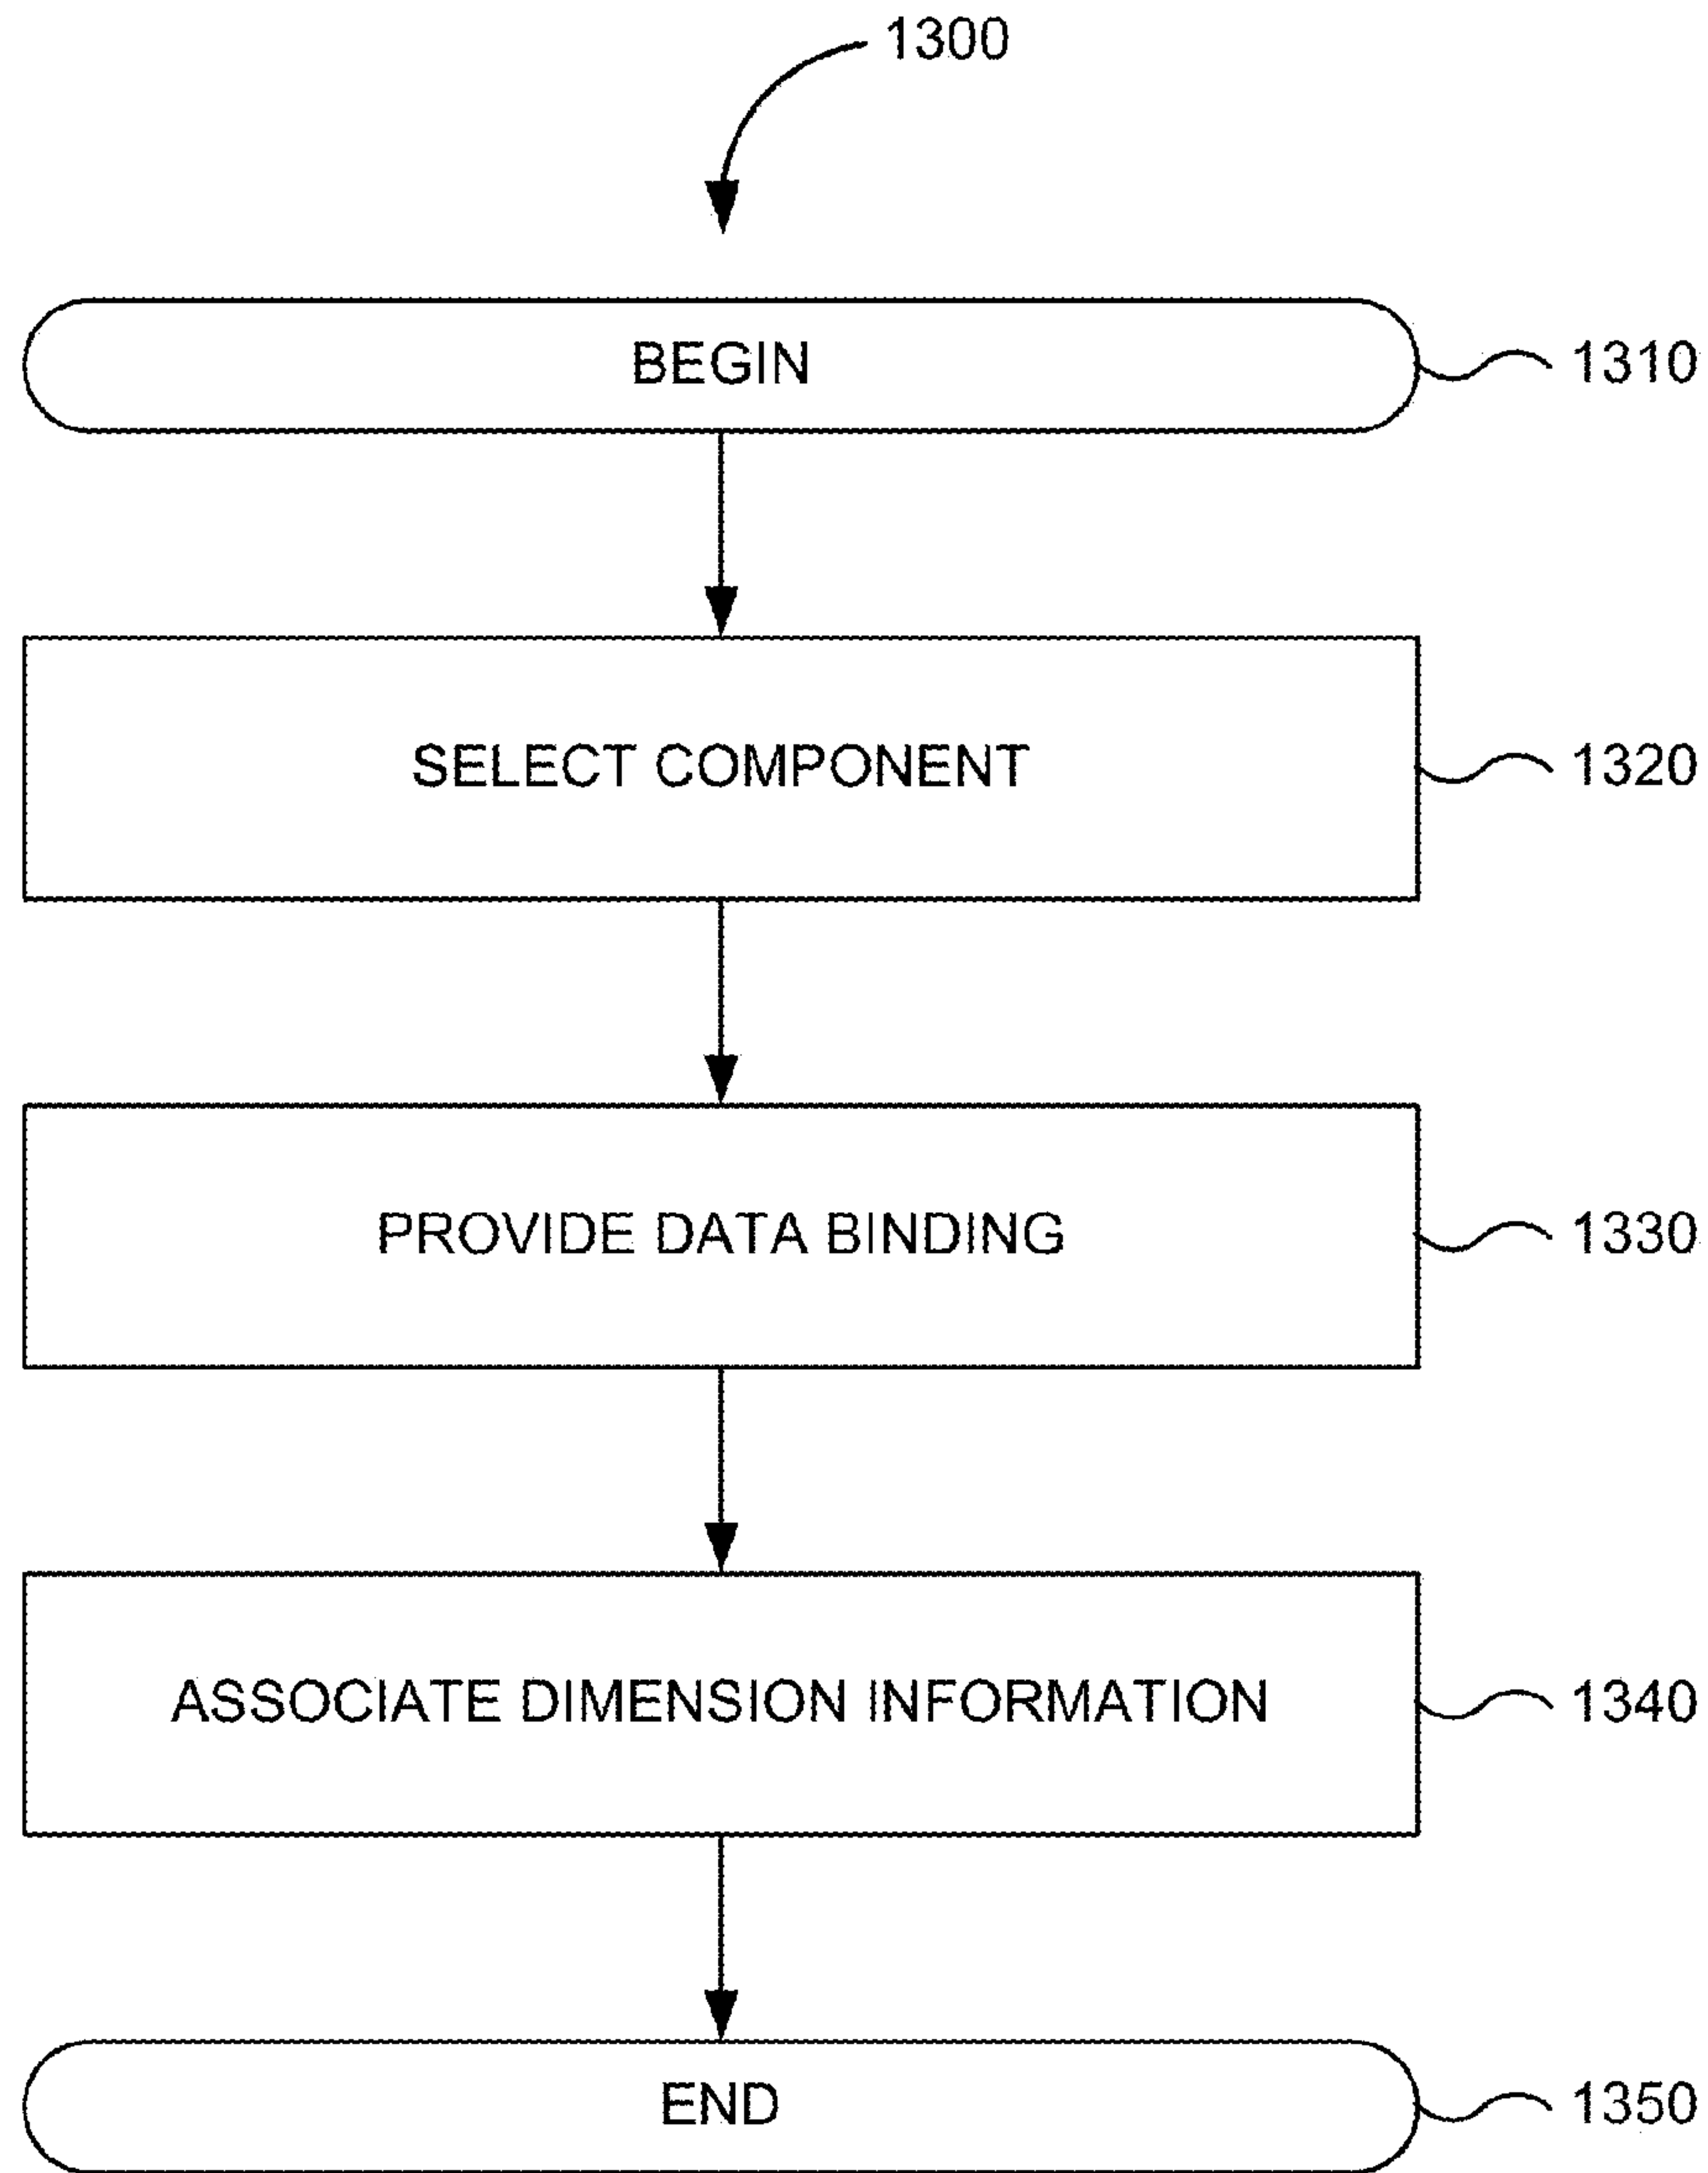 1300
BEGIN
1310
SELECT COMPONENT
1320
PROVIDE DATA BINDING
1330
ASSOCIATE DIMENSION INFORMATION
1340
END
1350